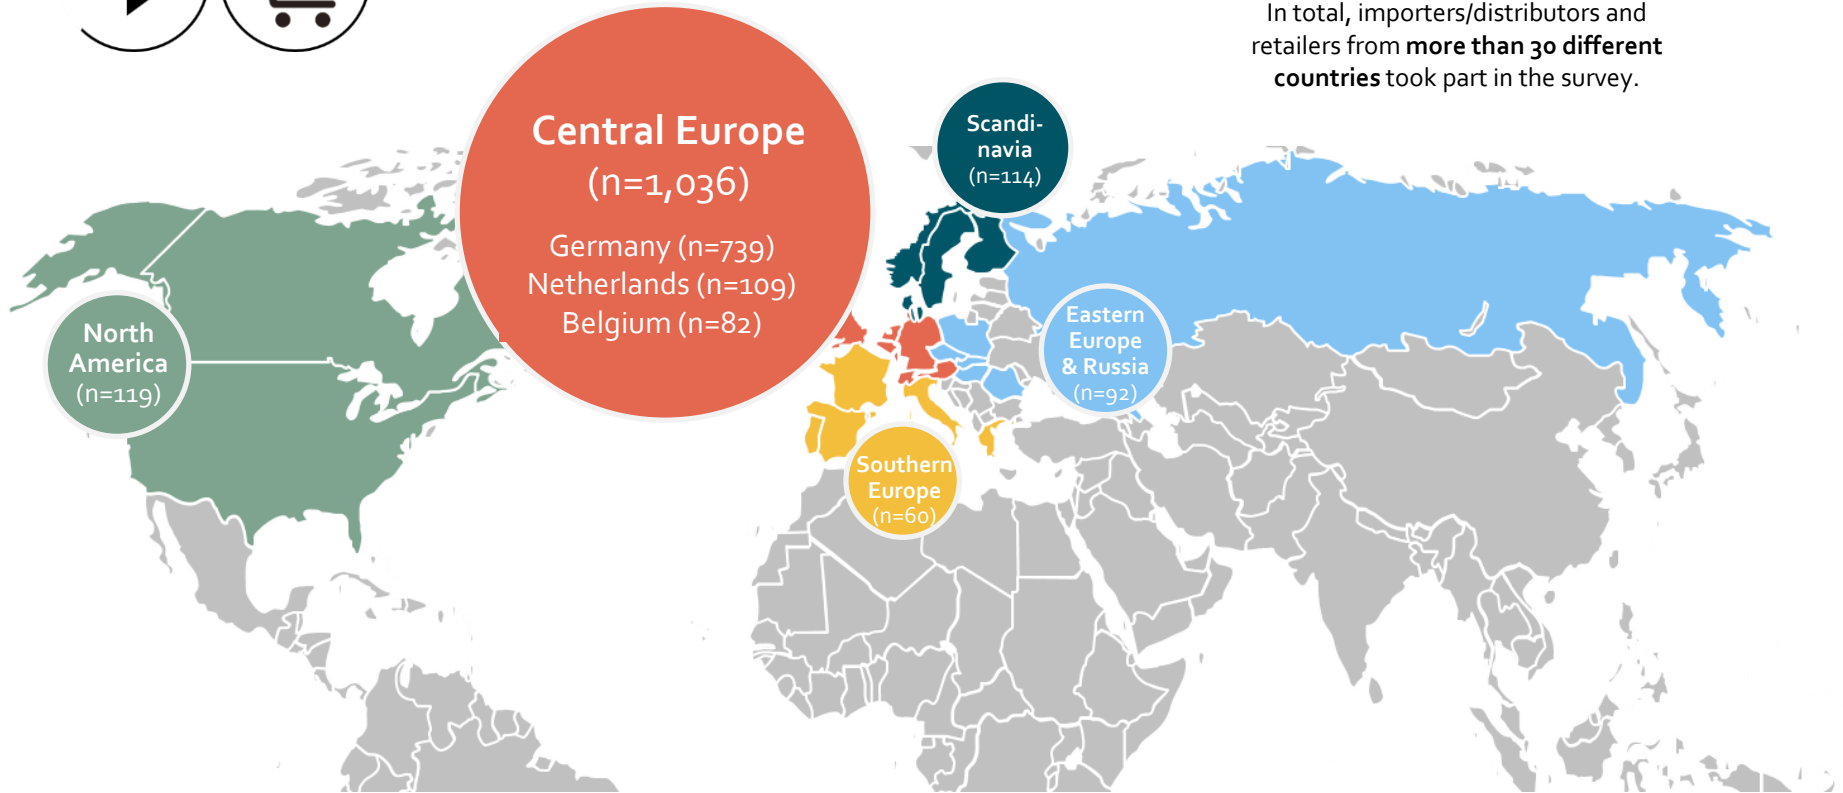 In total, importers/distributors and
retailers from more than 30 different
countries took part in the survey.
Central Europe
(n=1,036)
Germany (n=739)
Netherlands (n=109)
Belgium (n=82)
Scandi-
navia
(n=114)
North
America
(n=119)
Eastern
Europe
& Russia
(n=92)
Southern
Europe
(n=60)